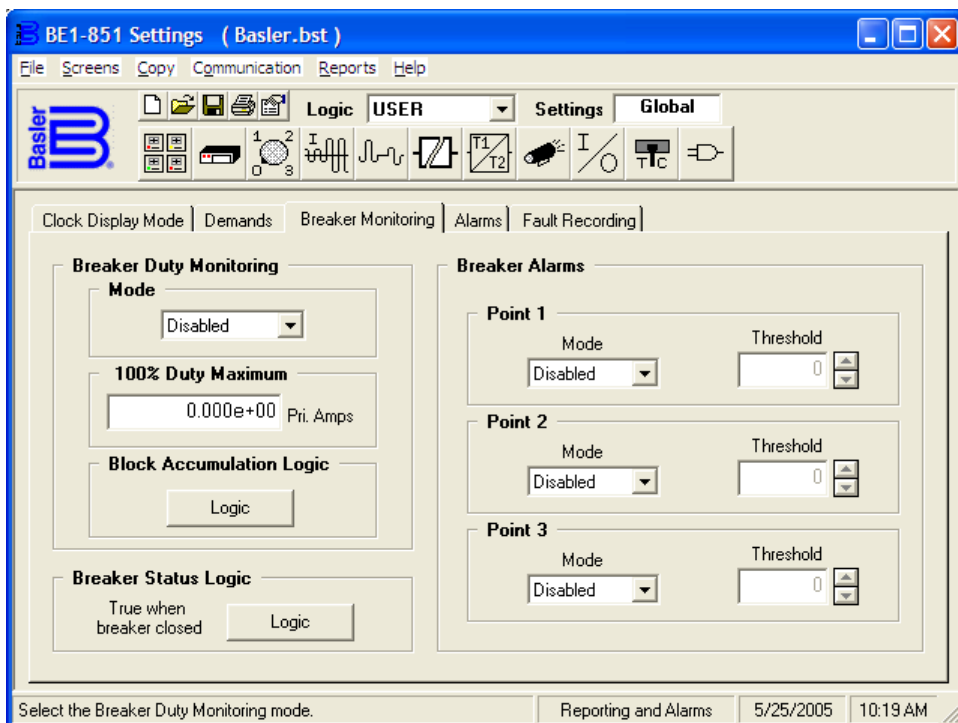 BE1-851 Settings ( Basler.bst )
File Screens Copy Communication Reports Help
Basler
B
Logic USER Settings Global
1 2 0 3
I
T1 T2
I O
TC
Clock Display Mode Demands Breaker Monitoring Alarms Fault Recording
Breaker Duty Monitoring
Mode
Disabled
100% Duty Maximum
0.000e+00 Pri. Amps
Block Accumulation Logic
Logic
Breaker Status Logic
True when
breaker closed
Logic
Breaker Alarms
Point 1
Mode Threshold
Disabled 0
Point 2
Mode Threshold
Disabled 0
Point 3
Mode Threshold
Disabled 0
Select the Breaker Duty Monitoring mode. Reporting and Alarms 5/25/2005 10:19 AM